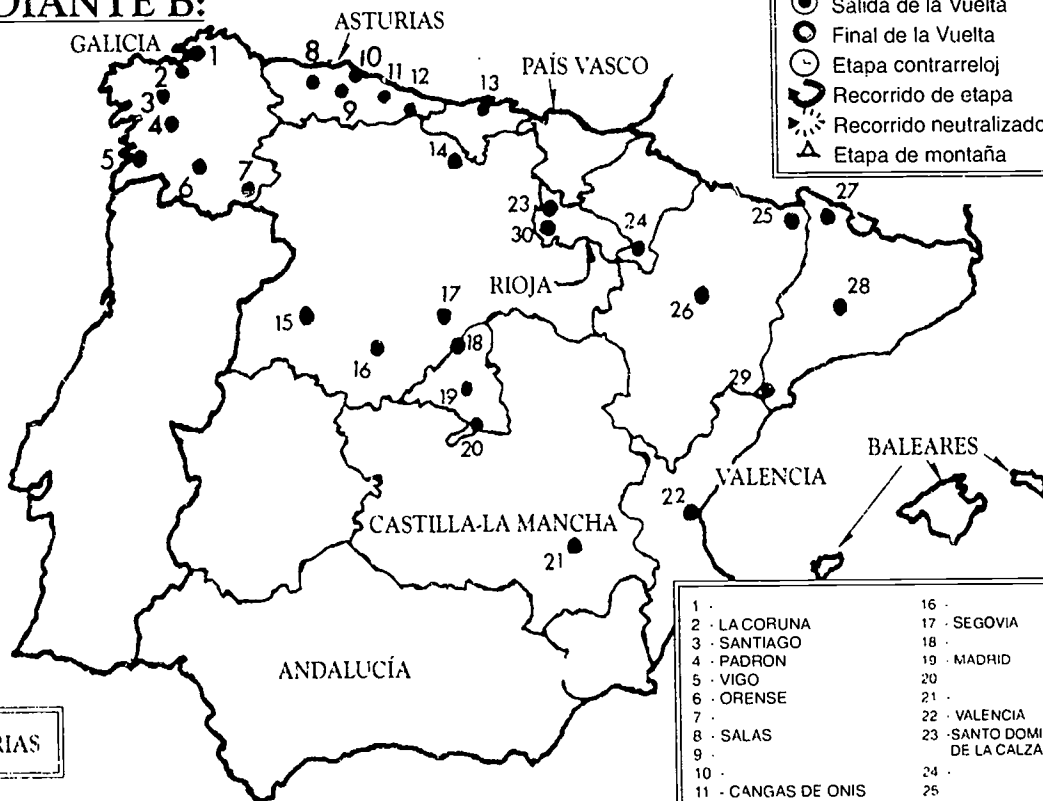 DIANTE B:
Salida de la Vuelta
Final de la Vuelta
Etapa contrarreloj
Recorrido de etapa
Recorrido neutralizado
Etapa de montaña
GALICIA
ASTURIAS
PAÍS VASCO
1
2
3
4
5
6
7
8
9
10
11
12
13
14
23
30
24
25
27
RIOJA
26
28
15
16
17
18
19
20
29
22
VALENCIA
BALEARES
CASTILLA-LA MANCHA
21
ANDALUCÍA
RIAS
1 ·
2 · LA CORUNA
3 · SANTIAGO
4 · PADRON
5 · VIGO
6 · ORENSE
7 ·
8 · SALAS
9 ·
10 ·
11 - CANGAS DE ONIS
16 ·
17 · SEGOVIA
18 ·
19 · MADRID
20
21 ·
22 · VALENCIA
23 · SANTO DOMI
DE LA CALZA
24 ·
25